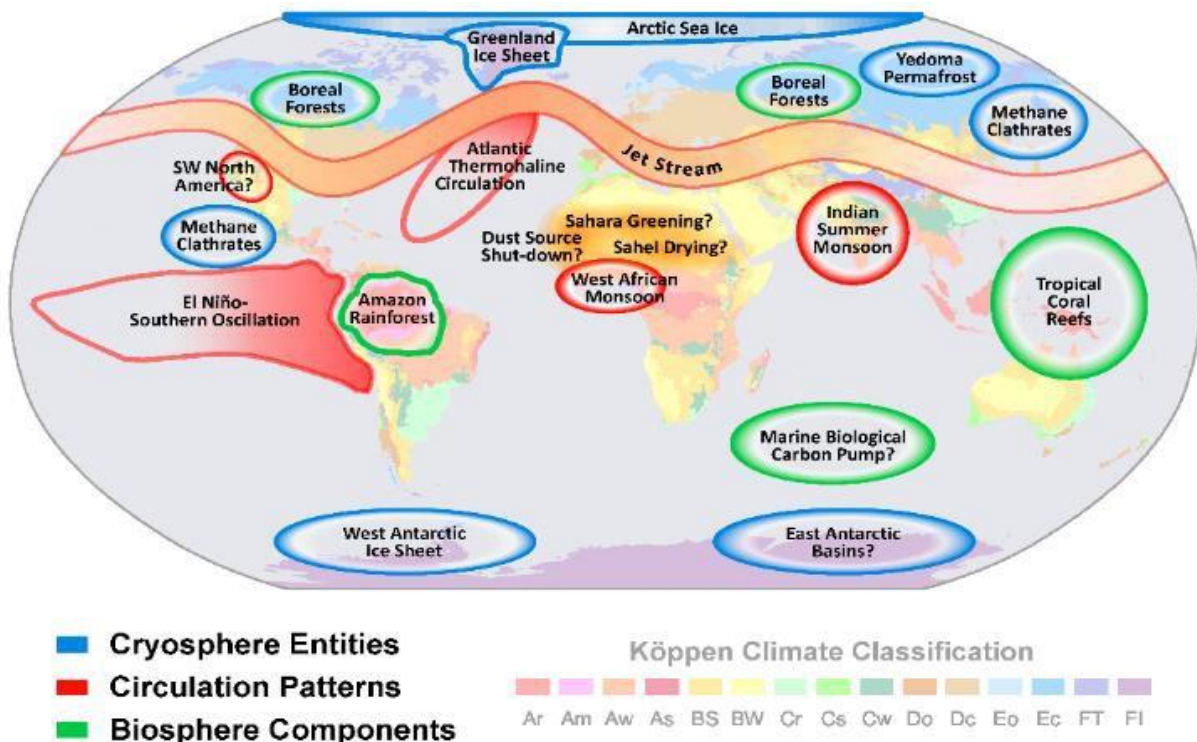 Arctic Sea Ice
Greenland
Ice Sheet
Yedoma
Permafrost
Boreal
Forests
Boreal
Forests
Methane
Clathrates
Jet Stream
Atlantic
Thermohaline
Circulation
SW North
America?
Methane
Clathrates
Sahara Greening?
Dust Source
Shut-down?
Sahel Drying?
Indian
Summer
Monsoon
West African
Monsoon
El Niño-
Southern Oscillation
Amazon
Rainforest
Tropical
Coral
Reefs
Marine Biological
Carbon Pump?
West Antarctic
Ice Sheet
East Antarctic
Basins?
Cryosphere Entities
Circulation Patterns
Biosphere Components
Köppen Climate Classification
Ar Am Aw As BS BW Cr Cs Cw Do Dc Eo Ec FT FI